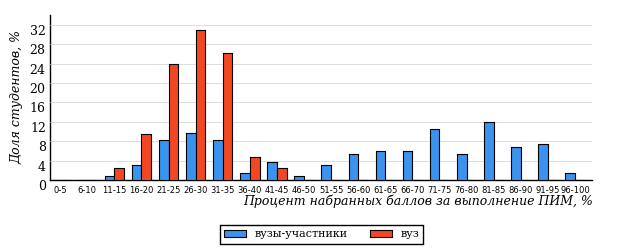 Доля студентов, %
32
28
24
20
16
12
8
4
0
0-5 6-10 11-15 16-20 21-25 26-30 31-35 36-40 41-45 46-50 51-55 56-60 61-65 66-70 71-75 76-80 81-85 86-90 91-95 96-100
Процент набранных баллов за выполнение ПИМ, %
вузы-участники вуз